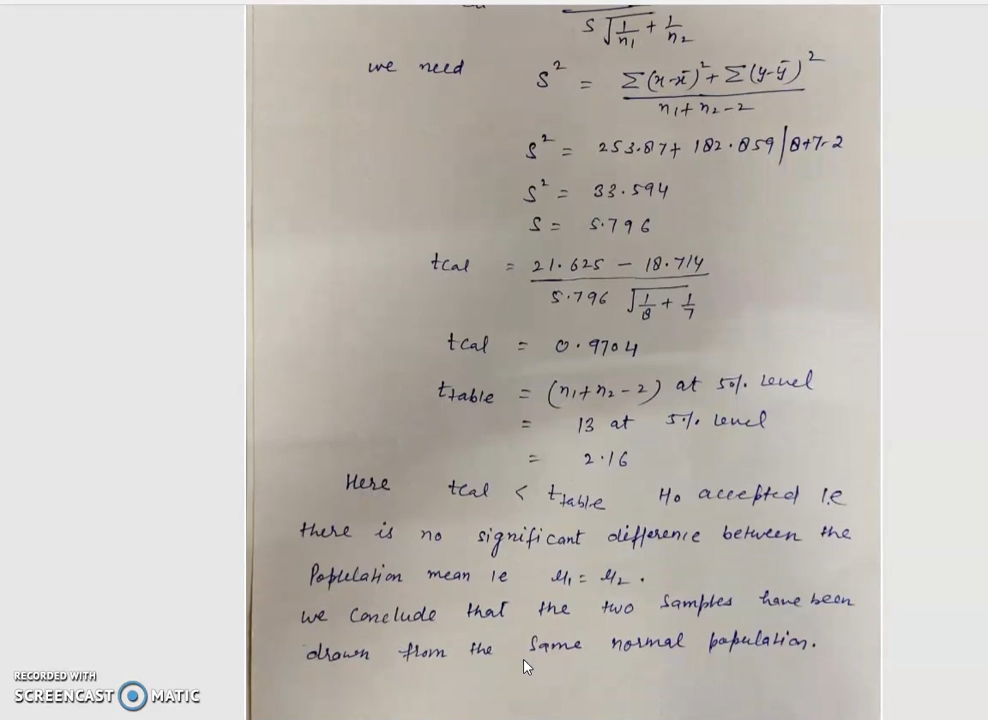 S √ 1/n1 + 1/n2
we need S² = Σ(x-x̄)² + Σ(y-ȳ)² / n1+n2-2
S² = 253.87+ 182.859 / 8+7-2
S² = 33.594
S = 5.796
tcal = 21.625 - 18.714 / 5.796 √ 1/8 + 1/7
tcal = 0.9704
ttable = (n1+n2-2) at 5% level
= 13 at 5% level
= 2.16
Here tcal < ttable Ho accepted i.e
there is no significant difference between the
Population mean ie μ1 = μ2 .
we conclude that the two samples have been
drawn from the same normal population.
RECORDED WITH
SCREENCAST MATIC